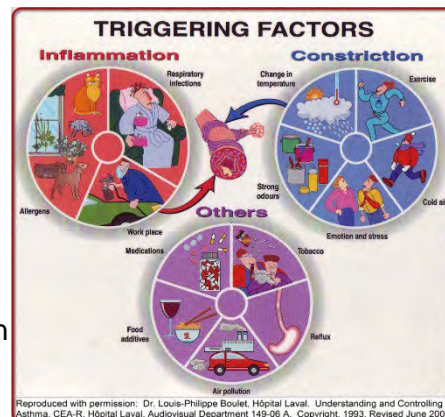 TRIGGERING FACTORS
Inflammation
Constriction
Respiratory
infections
Change in
temperature
Exercise
Strong
odours
Allergens
Work place
Cold air
Emotion and stress
Others
Medications
Tobacco
Food
additives
Reflux
Air pollution
n
Reproduced with permission: Dr. Louis-Philippe Boulet, Hôpital Laval. Understanding and Controlling
Asthma, CEA-R, Hôpital Laval, Audiovisual Department 149-06 A, Copyright, 1993, Revised June